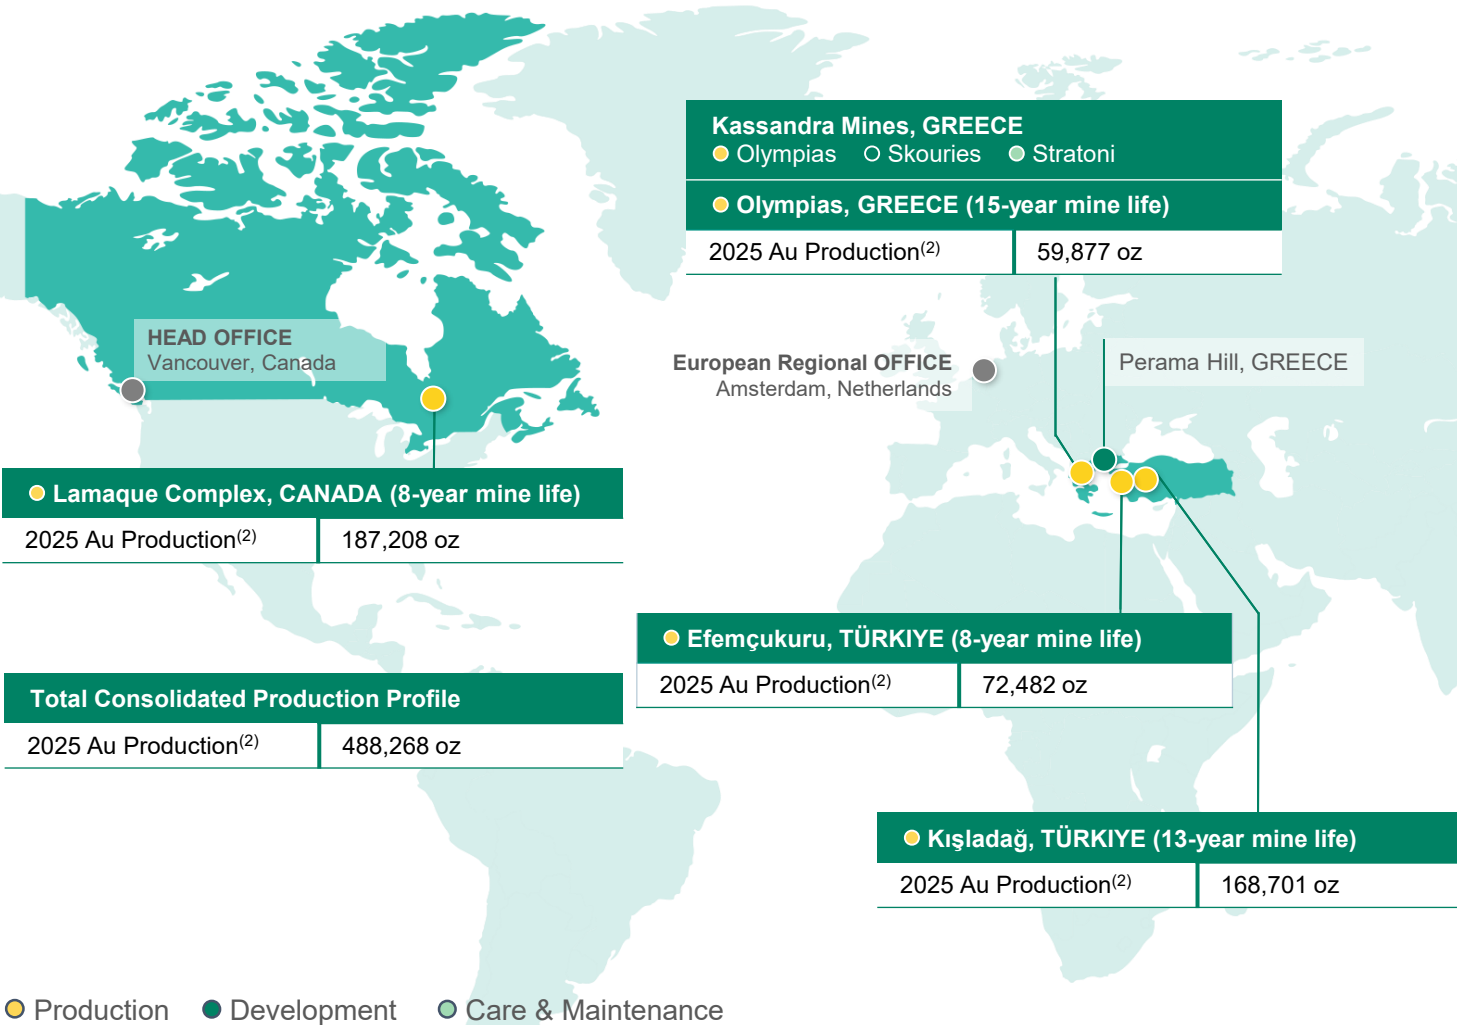 Kassandra Mines, GREECE
Olympias Skouries Stratoni
Olympias, GREECE (15-year mine life)
2025 Au Production(2) 59,877 oz
HEAD OFFICE
Vancouver, Canada
European Regional OFFICE
Amsterdam, Netherlands
Perama Hill, GREECE
Lamaque Complex, CANADA (8-year mine life)
2025 Au Production(2) 187,208 oz
Efemçukuru, TÜRKIYE (8-year mine life)
2025 Au Production(2) 72,482 oz
Total Consolidated Production Profile
2025 Au Production(2) 488,268 oz
Kışladağ, TÜRKIYE (13-year mine life)
2025 Au Production(2) 168,701 oz
Production Development Care & Maintenance